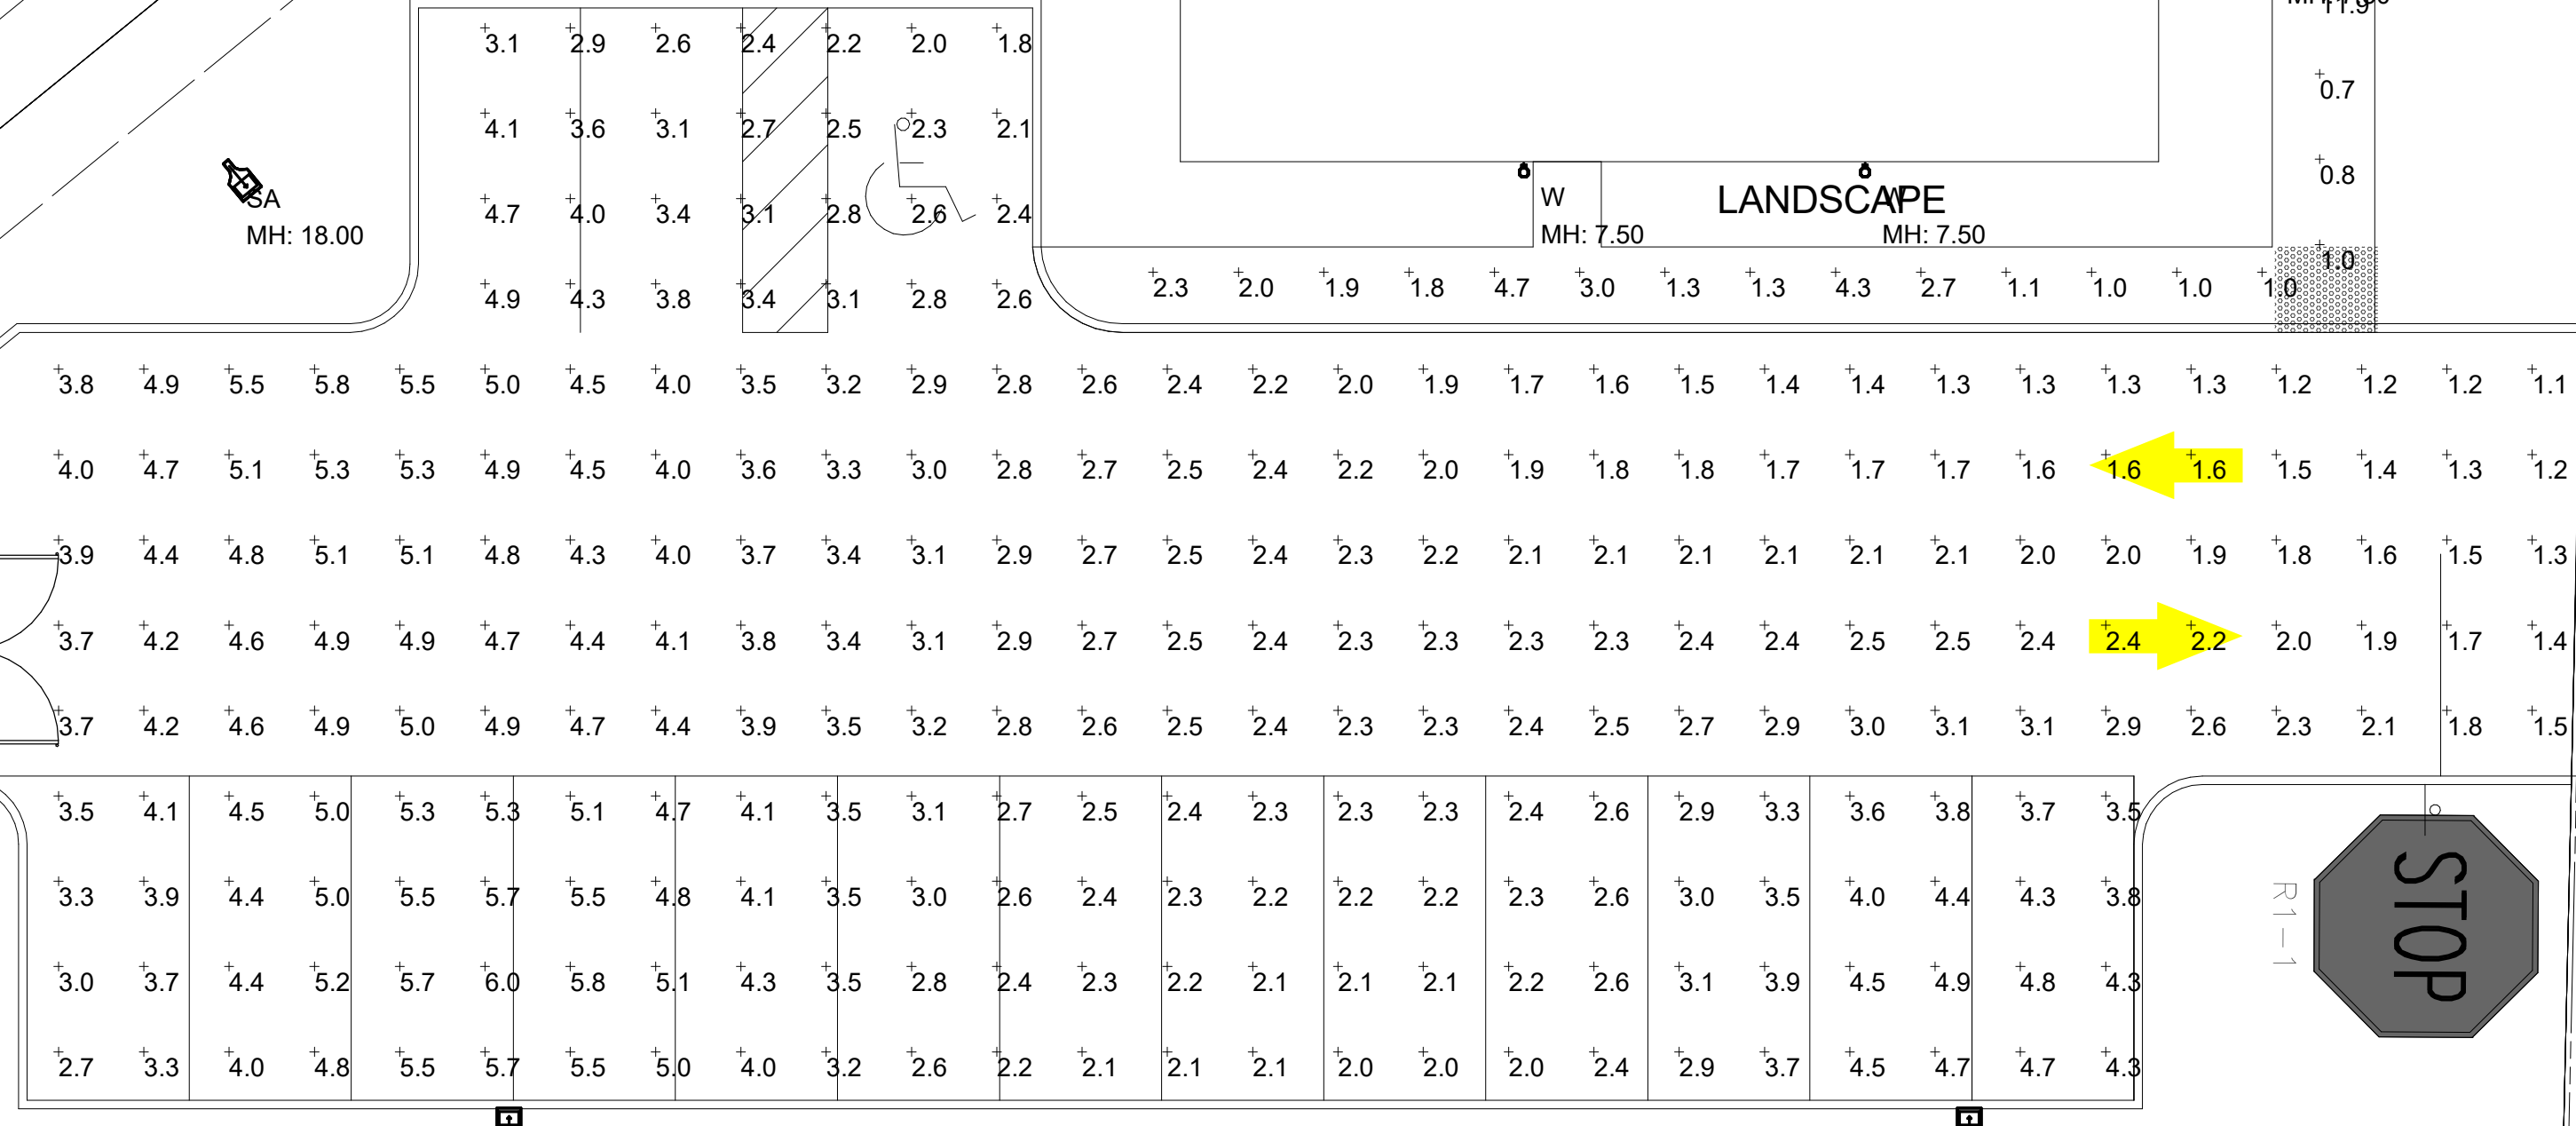 11.9
3.1 2.9 2.6 2.4 2.2 2.0 1.8
0.7
4.1 3.6 3.1 2.7 2.5 2.3 2.1
0.8
SA
MH: 18.00
4.7 4.0 3.4 3.1 2.8 2.6 2.4
W
MH: 7.50
LANDSCAPE
W
MH: 7.50
1.0
4.9 4.3 3.8 3.4 3.1 2.8 2.6
2.3 2.0 1.9 1.8 4.7 3.0 1.3 1.3 4.3 2.7 1.1 1.0 1.0 1.0
3.8 4.9 5.5 5.8 5.5 5.0 4.5 4.0 3.5 3.2 2.9 2.8 2.6 2.4 2.2 2.0 1.9 1.7 1.6 1.5 1.4 1.4 1.3 1.3 1.3 1.3 1.2 1.2 1.2 1.1
4.0 4.7 5.1 5.3 5.3 4.9 4.5 4.0 3.6 3.3 3.0 2.8 2.7 2.5 2.4 2.2 2.0 1.9 1.8 1.8 1.7 1.7 1.7 1.6 1.6 1.6 1.5 1.4 1.3 1.2
3.9 4.4 4.8 5.1 5.1 4.8 4.3 4.0 3.7 3.4 3.1 2.9 2.7 2.5 2.4 2.3 2.2 2.1 2.1 2.1 2.1 2.1 2.1 2.0 2.0 1.9 1.8 1.6 1.5 1.3
3.7 4.2 4.6 4.9 4.9 4.7 4.4 4.1 3.8 3.4 3.1 2.9 2.7 2.5 2.4 2.3 2.3 2.3 2.3 2.4 2.4 2.5 2.5 2.4 2.4 2.2 2.0 1.9 1.7 1.4
3.7 4.2 4.6 4.9 5.0 4.9 4.7 4.4 3.9 3.5 3.2 2.8 2.6 2.5 2.4 2.3 2.3 2.4 2.5 2.7 2.9 3.0 3.1 3.1 2.9 2.6 2.3 2.1 1.8 1.5
3.5 4.1 4.5 5.0 5.3 5.3 5.1 4.7 4.1 3.5 3.1 2.7 2.5 2.4 2.3 2.3 2.3 2.4 2.6 2.9 3.3 3.6 3.8 3.7 3.5
3.3 3.9 4.4 5.0 5.5 5.7 5.5 4.8 4.1 3.5 3.0 2.6 2.4 2.3 2.2 2.2 2.2 2.3 2.6 3.0 3.5 4.0 4.4 4.3 3.8
3.0 3.7 4.4 5.2 5.7 6.0 5.8 5.1 4.3 3.5 2.8 2.4 2.3 2.2 2.1 2.1 2.1 2.2 2.6 3.1 3.9 4.5 4.9 4.8 4.3
2.7 3.3 4.0 4.8 5.5 5.7 5.5 5.0 4.0 3.2 2.6 2.2 2.1 2.1 2.1 2.0 2.0 2.0 2.4 2.9 3.7 4.5 4.7 4.7 4.3
R1-1
STOP